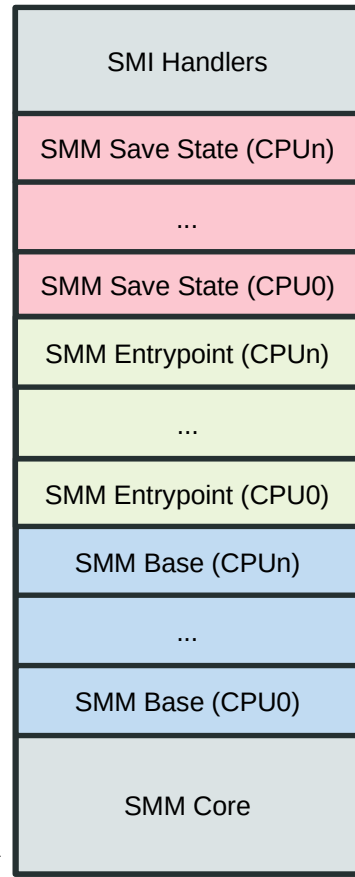 SMI Handlers
SMM Save State (CPUn)
...
SMM Save State (CPU0)
SMM Entrypoint (CPUn)
...
SMM Entrypoint (CPU0)
SMM Base (CPUn)
...
SMM Base (CPU0)
SMM Core